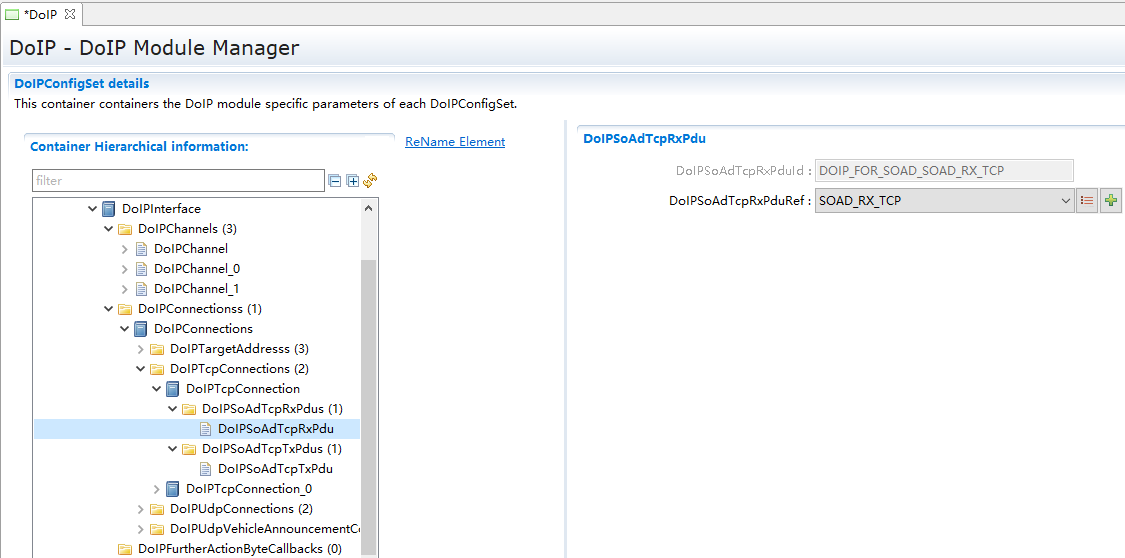 *DoIP
DoIP - DoIP Module Manager
DoIPConfigSet details
This container containers the DoIP module specific parameters of each DoIPConfigSet.
Container Hierarchical information:
ReName Element
filter
DoIPInterface
DoIPChannels (3)
DoIPChannel
DoIPChannel_0
DoIPChannel_1
DoIPConnectionss (1)
DoIPConnections
DoIPTargetAddresss (3)
DoIPTcpConnections (2)
DoIPTcpConnection
DoIPSoAdTcpRxPdus (1)
DoIPSoAdTcpRxPdu
DoIPSoAdTcpTxPdus (1)
DoIPSoAdTcpTxPdu
DoIPTcpConnection_0
DoIPUdpConnections (2)
DoIPUdpVehicleAnnouncementCo
DoIPFurtherActionByteCallbacks (0)
DoIPSoAdTcpRxPdu
DoIPSoAdTcpRxPduId : DOIP_FOR_SOAD_SOAD_RX_TCP
DoIPSoAdTcpRxPduRef : SOAD_RX_TCP